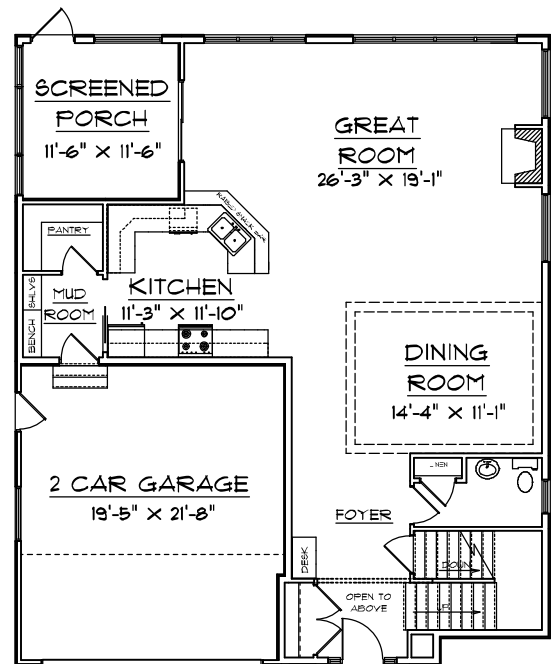 SCREENED
PORCH
11'-6" X 11'-6"
GREAT
ROOM
26'-3" X 19'-1"
PANTRY
KITCHEN
11'-3" X 11'-10"
MUD
ROOM
BENCH
SHLVS
DINING
ROOM
14'-4" X 11'-1"
2 CAR GARAGE
19'-5" X 21'-8"
FOYER
DESK
DOWN
UP
OPEN TO
ABOVE